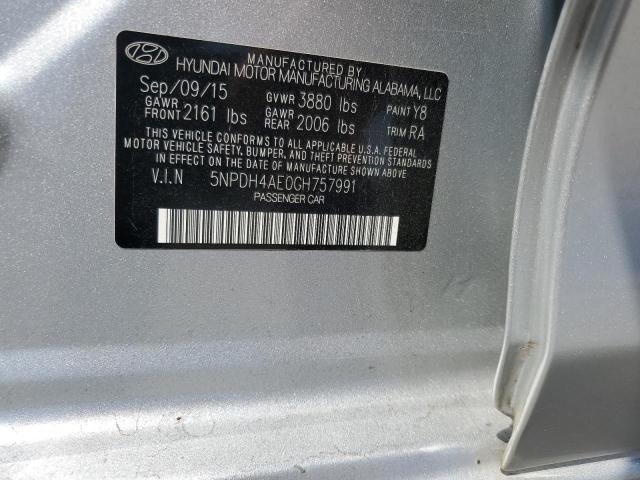 MANUFACTURED BY
HYUNDAI MOTOR MANUFACTURING ALABAMA, LLC
Sep/09/15 GVWR 3880 lbs PAINT Y8
GAWR FRONT 2161 lbs GAWR REAR 2006 lbs TRIM RA
THIS VEHICLE CONFORMS TO ALL APPLICABLE U.S.A. FEDERAL
MOTOR VEHICLE SAFETY, BUMPER, AND THEFT PREVENTION STANDARDS
IN EFFECT ON THE DATE OF MANUFACTURE SHOWN ABOVE.
V.I.N 5NPDH4AE0GH757991
PASSENGER CAR